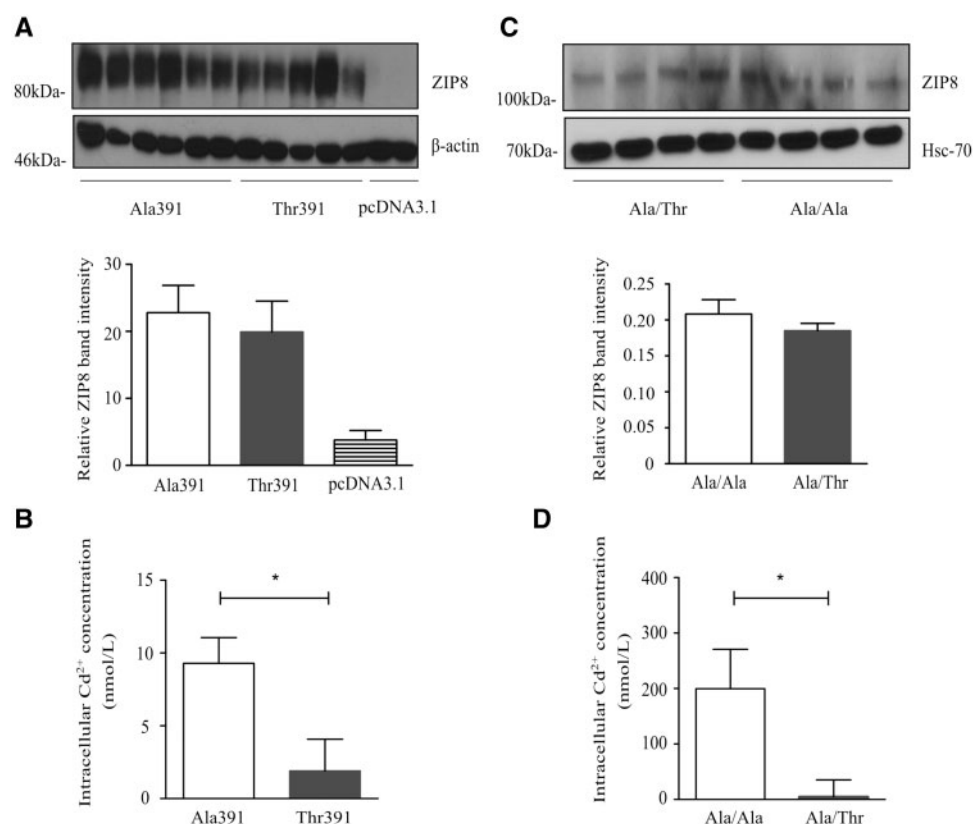 A
80kDa-
ZIP8
46kDa-
β-actin
Ala391
Thr391
pcDNA3.1
Relative ZIP8 band intensity
30
20
10
0
Ala391
Thr391
pcDNA3.1
C
100kDa-
ZIP8
70kDa-
Hsc-70
Ala/Thr
Ala/Ala
Relative ZIP8 band intensity
0.25
0.20
0.15
0.10
0.05
0
Ala/Ala
Ala/Thr
B
Intracellular Cd²⁺ concentration
(nmol/L)
15
10
5
0
*
Ala391
Thr391
D
Intracellular Cd²⁺ concentration
(nmol/L)
400
300
200
100
0
*
Ala/Ala
Ala/Thr